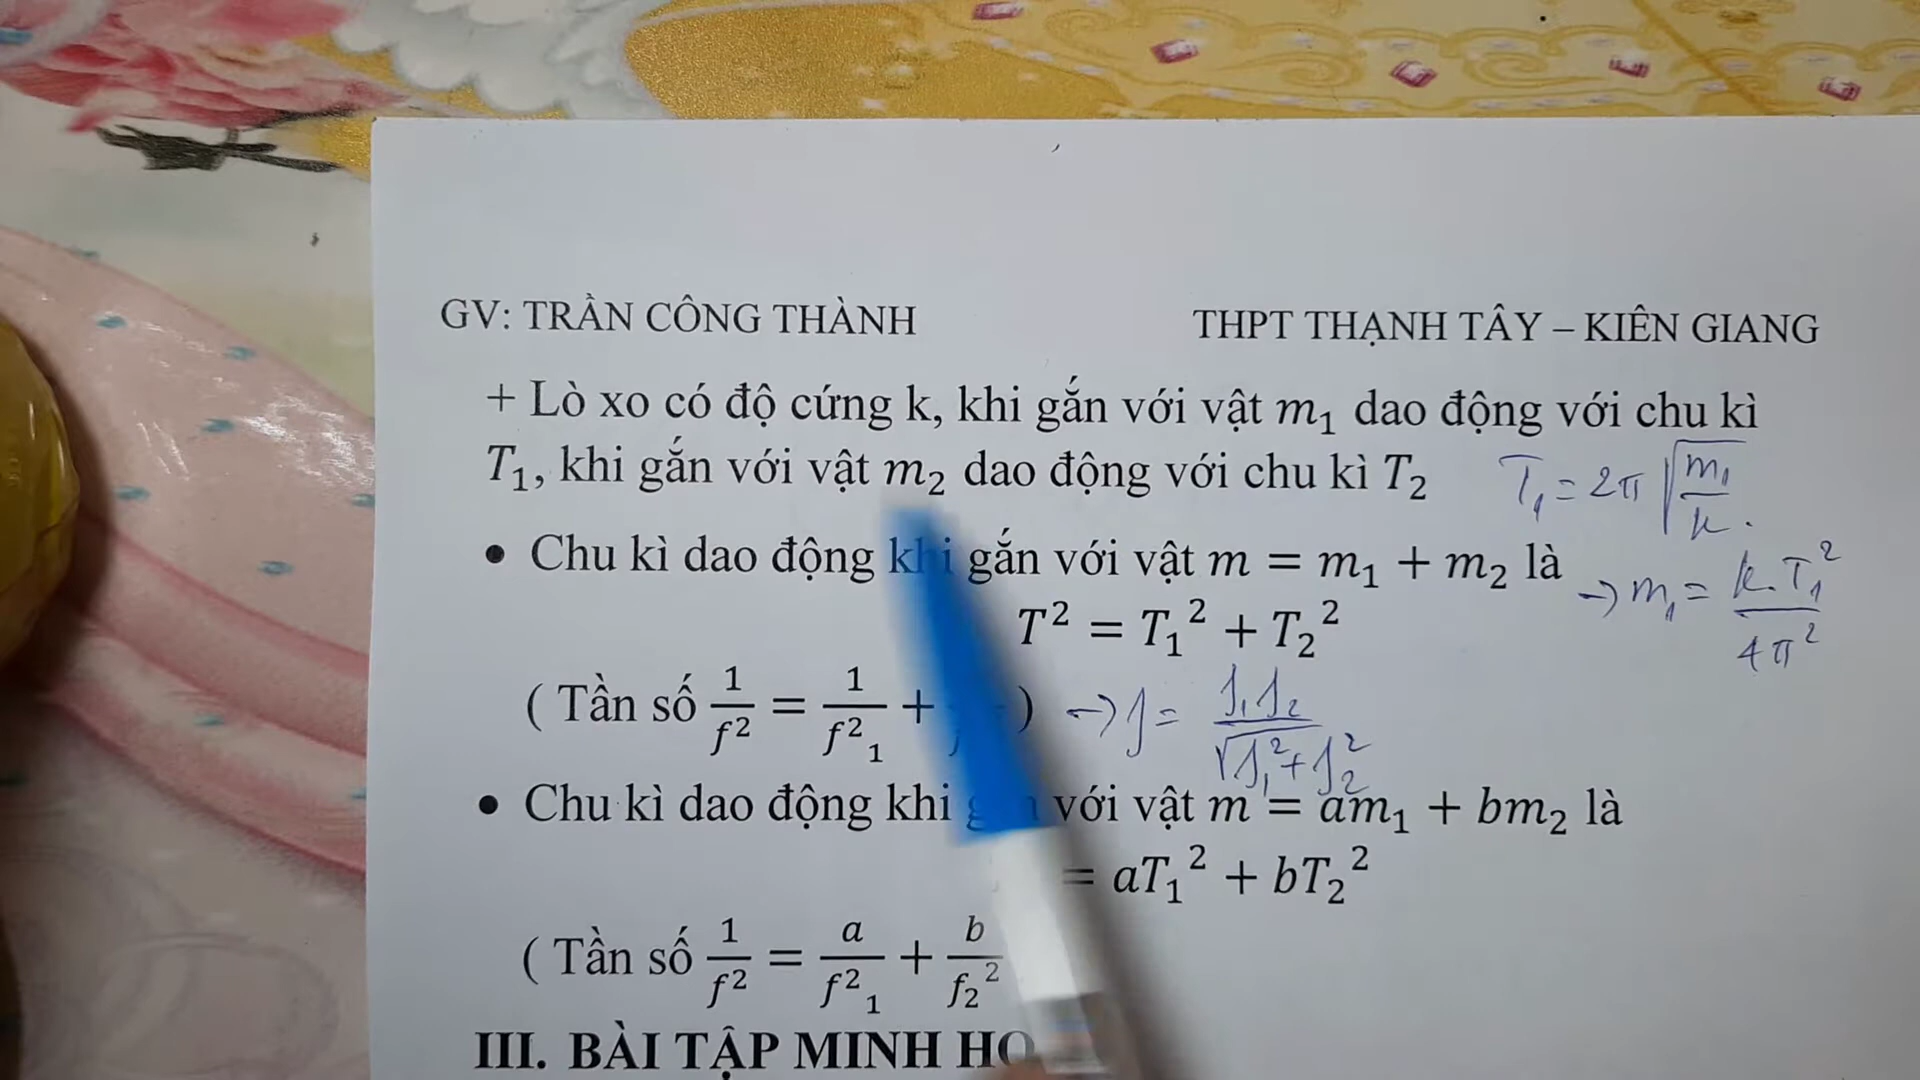 GV: TRẦN CÔNG THÀNH THPT THẠNH TÂY – KIÊN GIANG
+ Lò xo có độ cứng k, khi gắn với vật m₁ dao động với chu kì
T₁, khi gắn với vật m₂ dao động với chu kì T₂ T₁ = 2π √(m₁/k).
• Chu kì dao động khi gắn với vật m = m₁ + m₂ là
→ m₁ = k.T₁²/4π²
T² = T₁² + T₂²
( Tần số 1/f² = 1/f²₁ + ) → f = f₁f₂/√(f₁² + f₂²)
• Chu kì dao động khi với vật m = am₁ + bm₂ là
= aT₁² + bT₂²
( Tần số 1/f² = a/f²₁ + b/f₂²
III. BÀI TẬP MINH